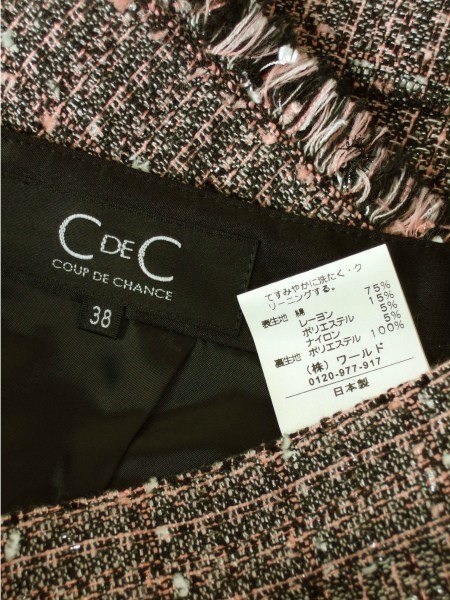 C DE C
COUP DE CHANCE
38
てすみやかに洗たく・ク
リーニングする。
表生地 綿 75%
レーヨン 15%
ポリエステル 5%
ナイロン 5%
裏生地 ポリエステル 100%
(株)ワールド
0120-977-917
日本製